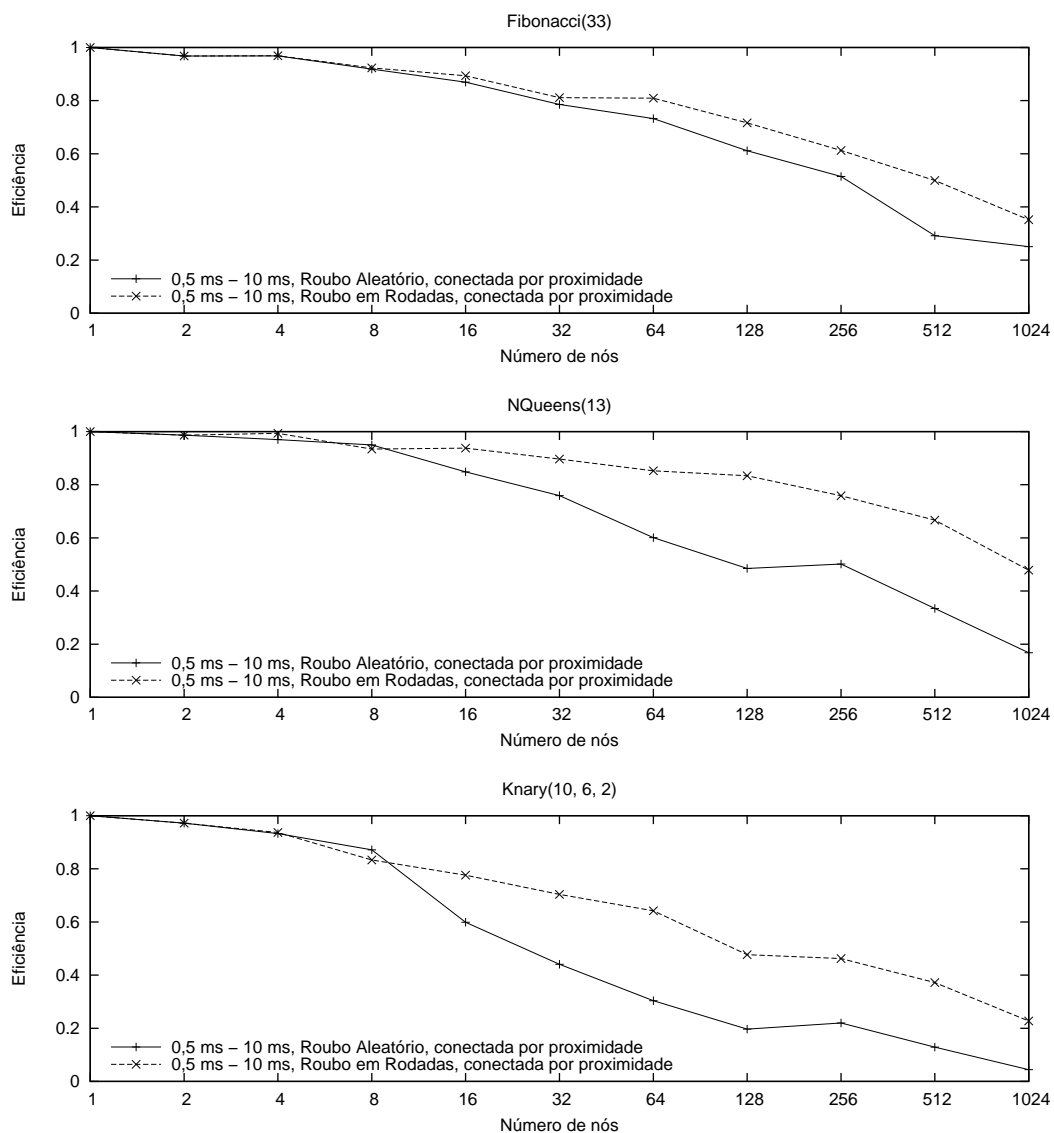 Fibonacci(33)
1
0.8
0.6
0.4
0.2
0
Eficiência
0,5 ms – 10 ms, Roubo Aleatório, conectada por proximidade
0,5 ms – 10 ms, Roubo em Rodadas, conectada por proximidade
1 2 4 8 16 32 64 128 256 512 1024
Número de nós
NQueens(13)
1
0.8
0.6
0.4
0.2
0
Eficiência
0,5 ms – 10 ms, Roubo Aleatório, conectada por proximidade
0,5 ms – 10 ms, Roubo em Rodadas, conectada por proximidade
1 2 4 8 16 32 64 128 256 512 1024
Número de nós
Knary(10, 6, 2)
1
0.8
0.6
0.4
0.2
0
Eficiência
0,5 ms – 10 ms, Roubo Aleatório, conectada por proximidade
0,5 ms – 10 ms, Roubo em Rodadas, conectada por proximidade
1 2 4 8 16 32 64 128 256 512 1024
Número de nós